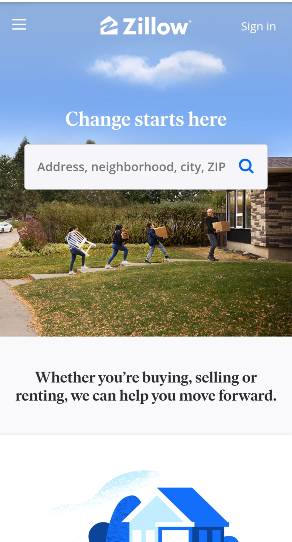 Zillow
Sign in
Change starts here
Address, neighborhood, city, ZIP
Whether you're buying, selling or
renting, we can help you move forward.